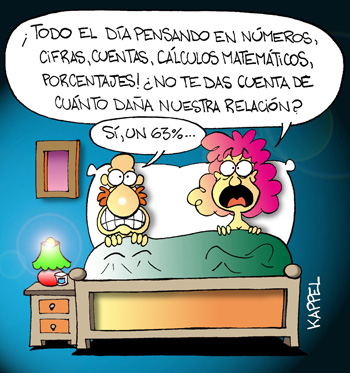 ¡TODO EL DÍA PENSANDO EN NÚMEROS,
CIFRAS, CUENTAS, CÁLCULOS MATEMÁTICOS,
PORCENTAJES! ¿NO TE DAS CUENTA DE
CUÁNTO DAÑA NUESTRA RELACIÓN?
SÍ, UN 63%...
KAPPEL